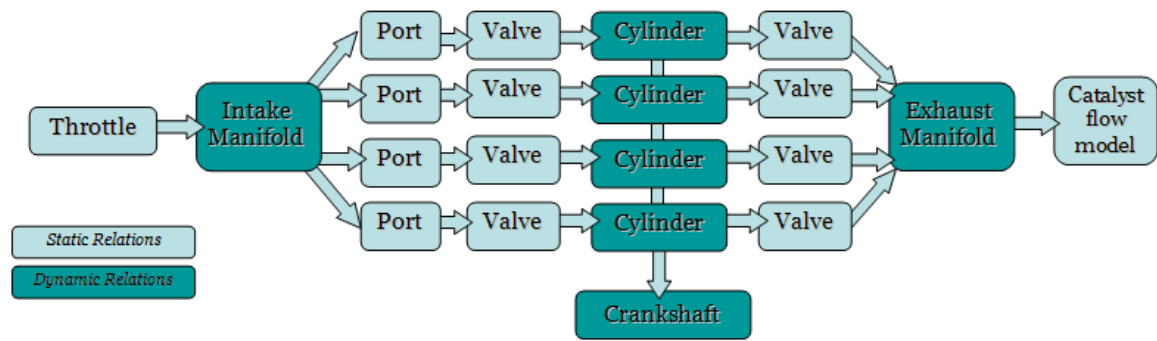 Port
Valve
Cylinder
Valve
Port
Valve
Cylinder
Valve
Throttle
Intake
Manifold
Exhaust
Manifold
Catalyst
flow
model
Port
Valve
Cylinder
Valve
Port
Valve
Cylinder
Valve
Static Relations
Dynamic Relations
Crankshaft